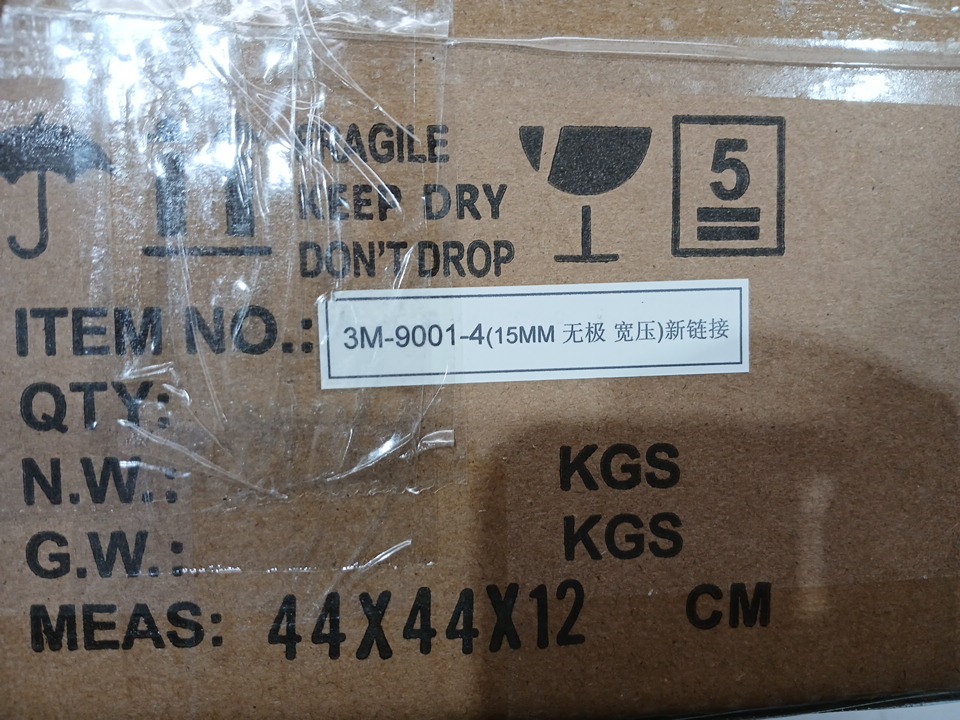 FRAGILE
KEEP DRY
DON'T DROP
5
ITEM NO.: 3M-9001-4(15MM 无极 宽压)新链接
QTY:
N.W.: KGS
G.W.: KGS
MEAS: 44X44X12 CM